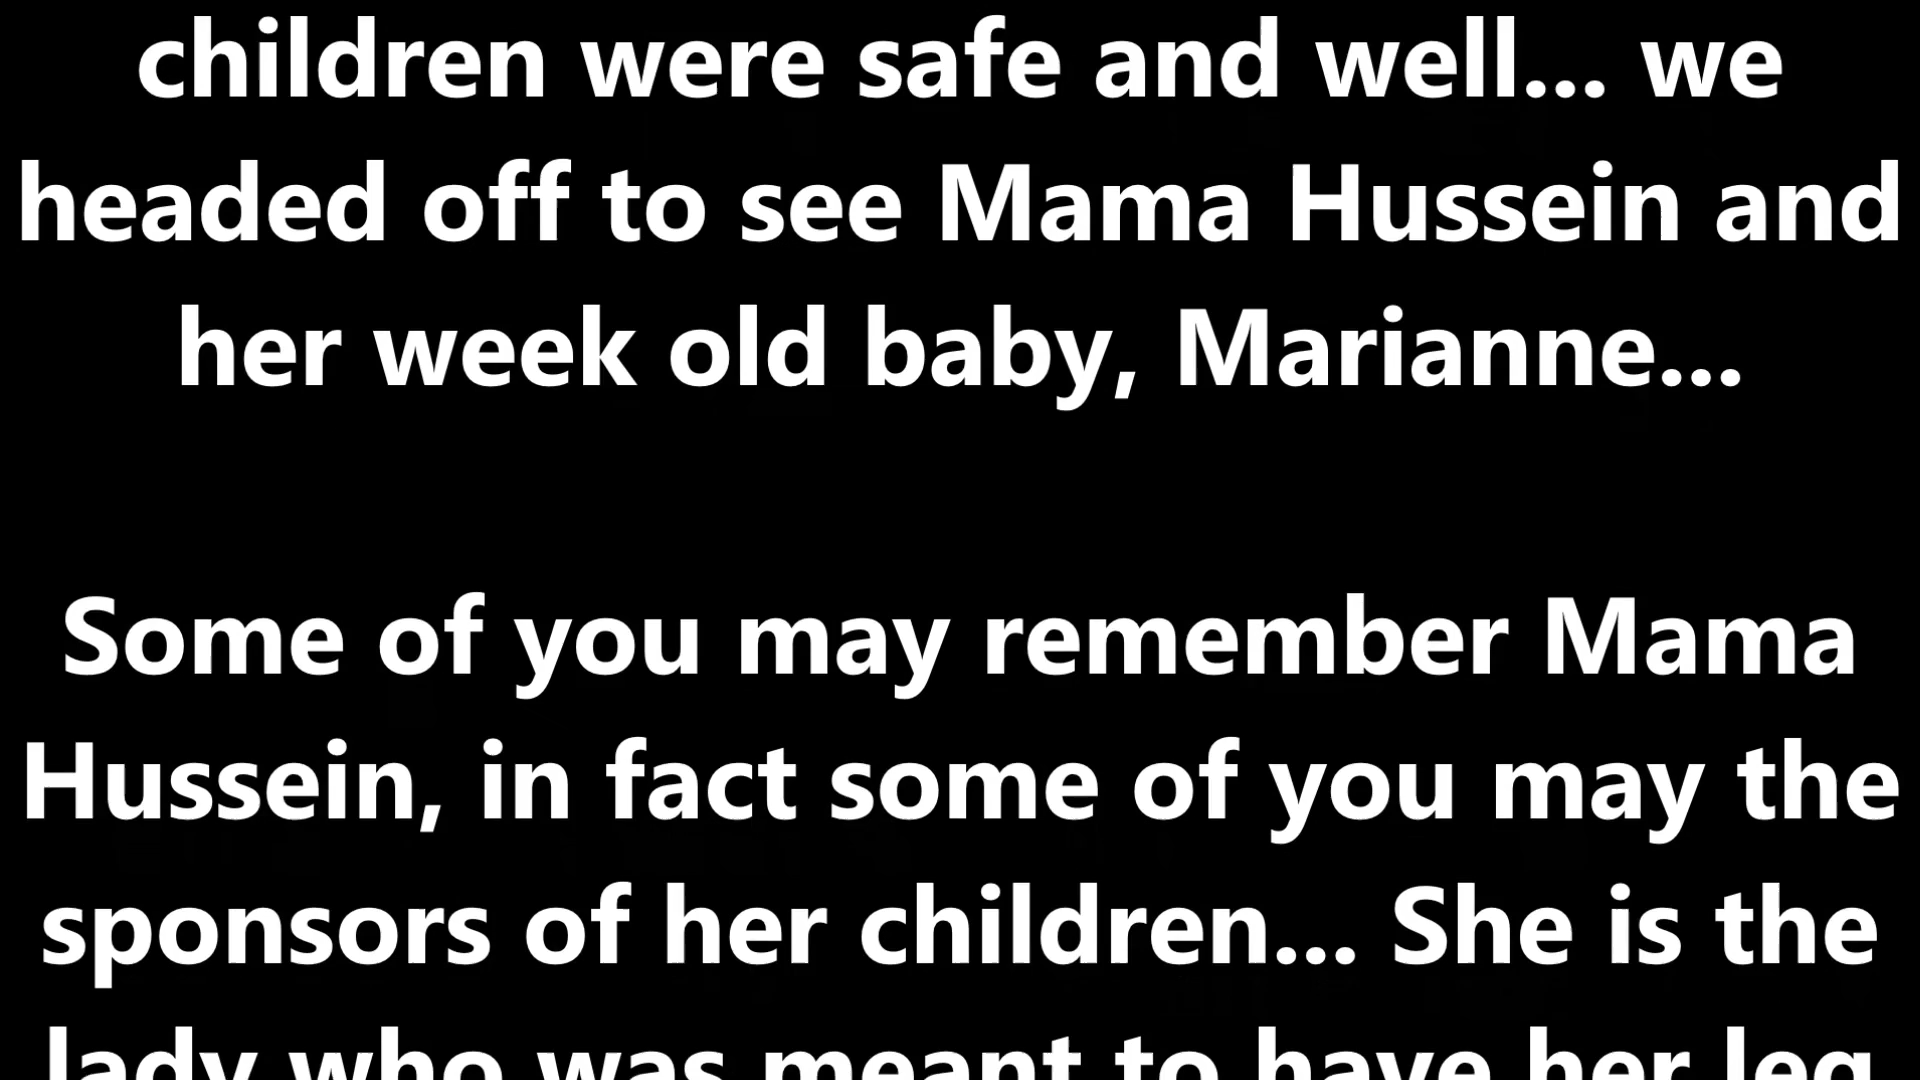 children were safe and well... we
headed off to see Mama Hussein and
her week old baby, Marianne...
Some of you may remember Mama
Hussein, in fact some of you may the
sponsors of her children... She is the
lady who was meant to have her leg